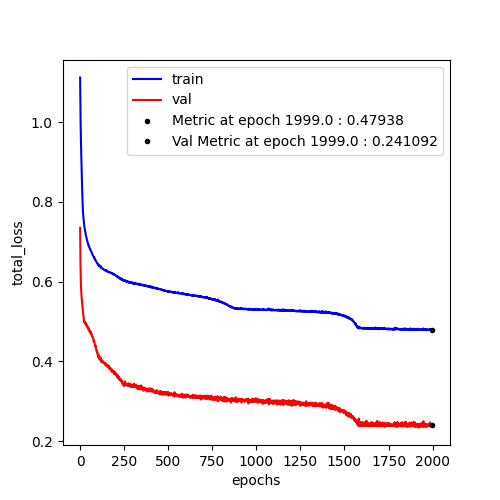 train
val
Metric at epoch 1999.0 : 0.47938
Val Metric at epoch 1999.0 : 0.241092
1.0
0.8
0.6
0.4
0.2
total_loss
0 250 500 750 1000 1250 1500 1750 2000
epochs